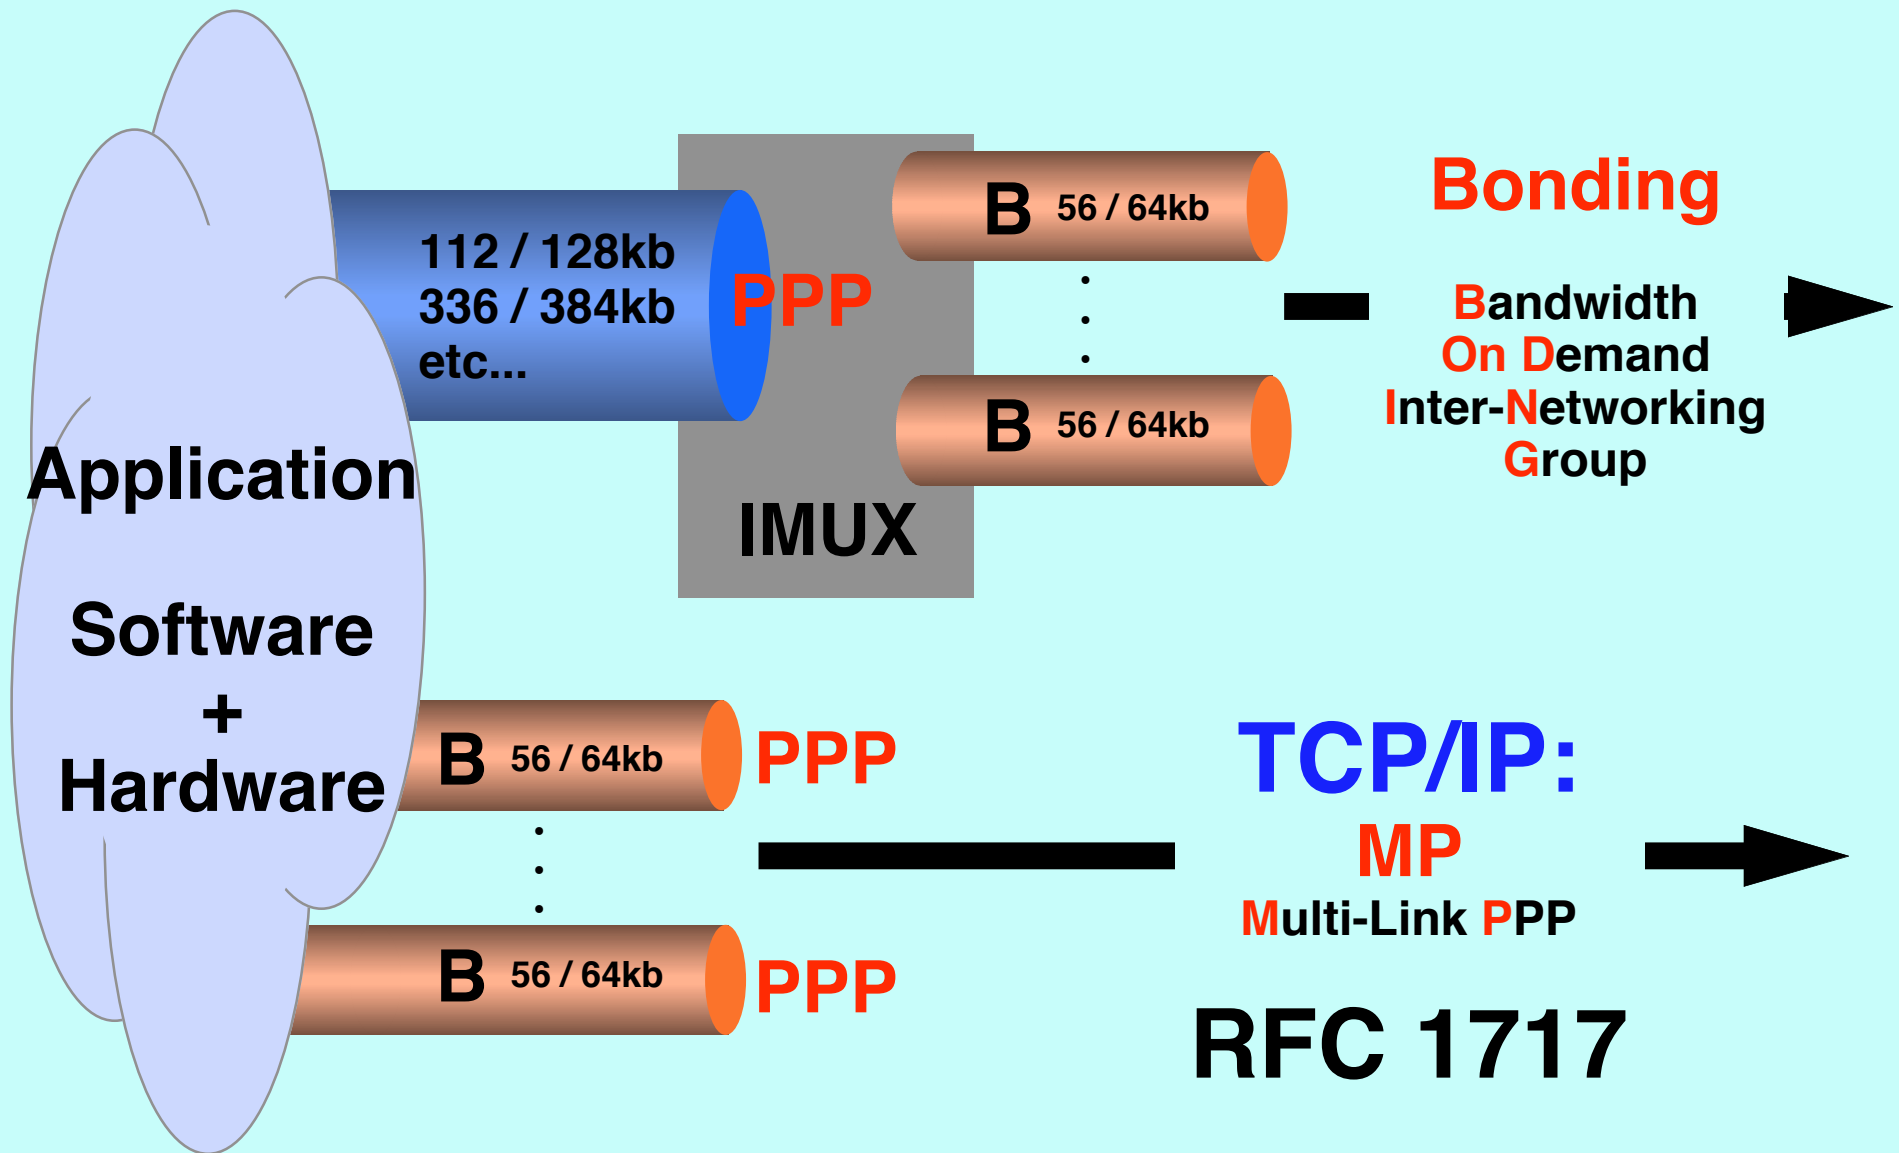 Application
Software
+
Hardware
112 / 128kb
336 / 384kb
etc...
PPP
IMUX
B 56 / 64kb
B 56 / 64kb
Bonding
Bandwidth
On Demand
Inter-Networking
Group
B 56 / 64kb
PPP
B 56 / 64kb
PPP
TCP/IP:
MP
Multi-Link PPP
RFC 1717